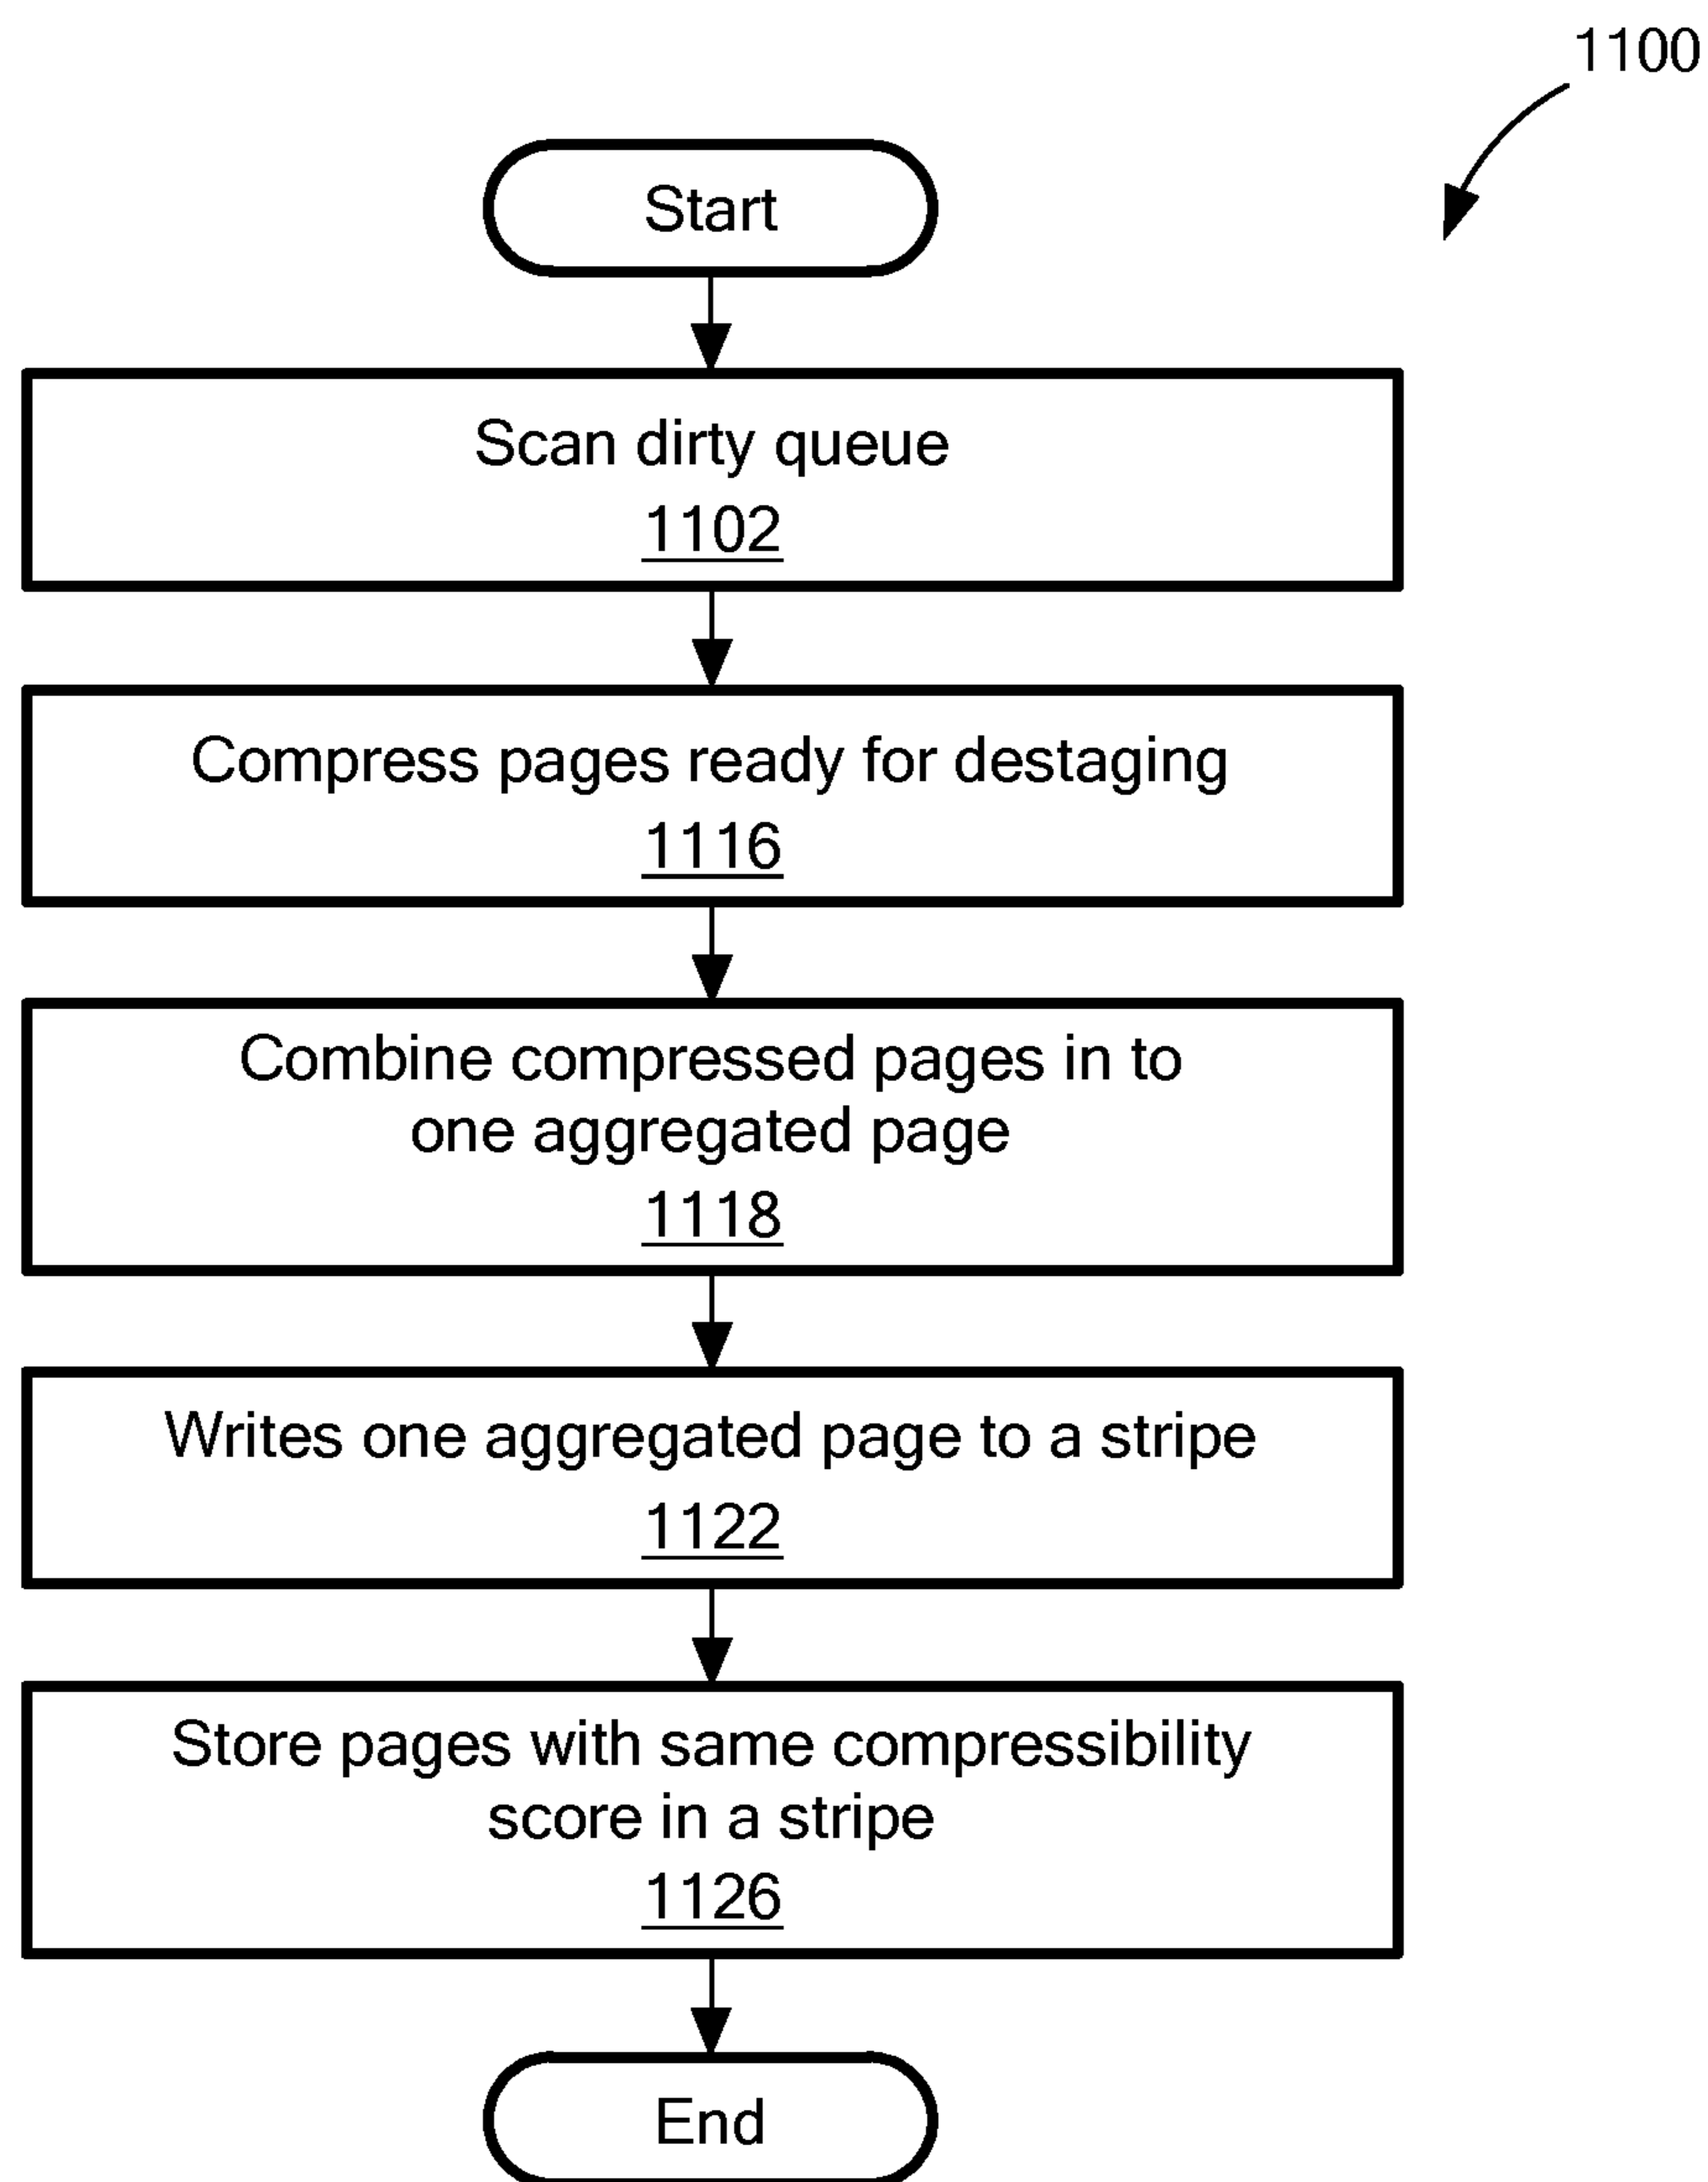 1100
Start
Scan dirty queue
1102
Compress pages ready for destaging
1116
Combine compressed pages in to
one aggregated page
1118
Writes one aggregated page to a stripe
1122
Store pages with same compressibility
score in a stripe
1126
End